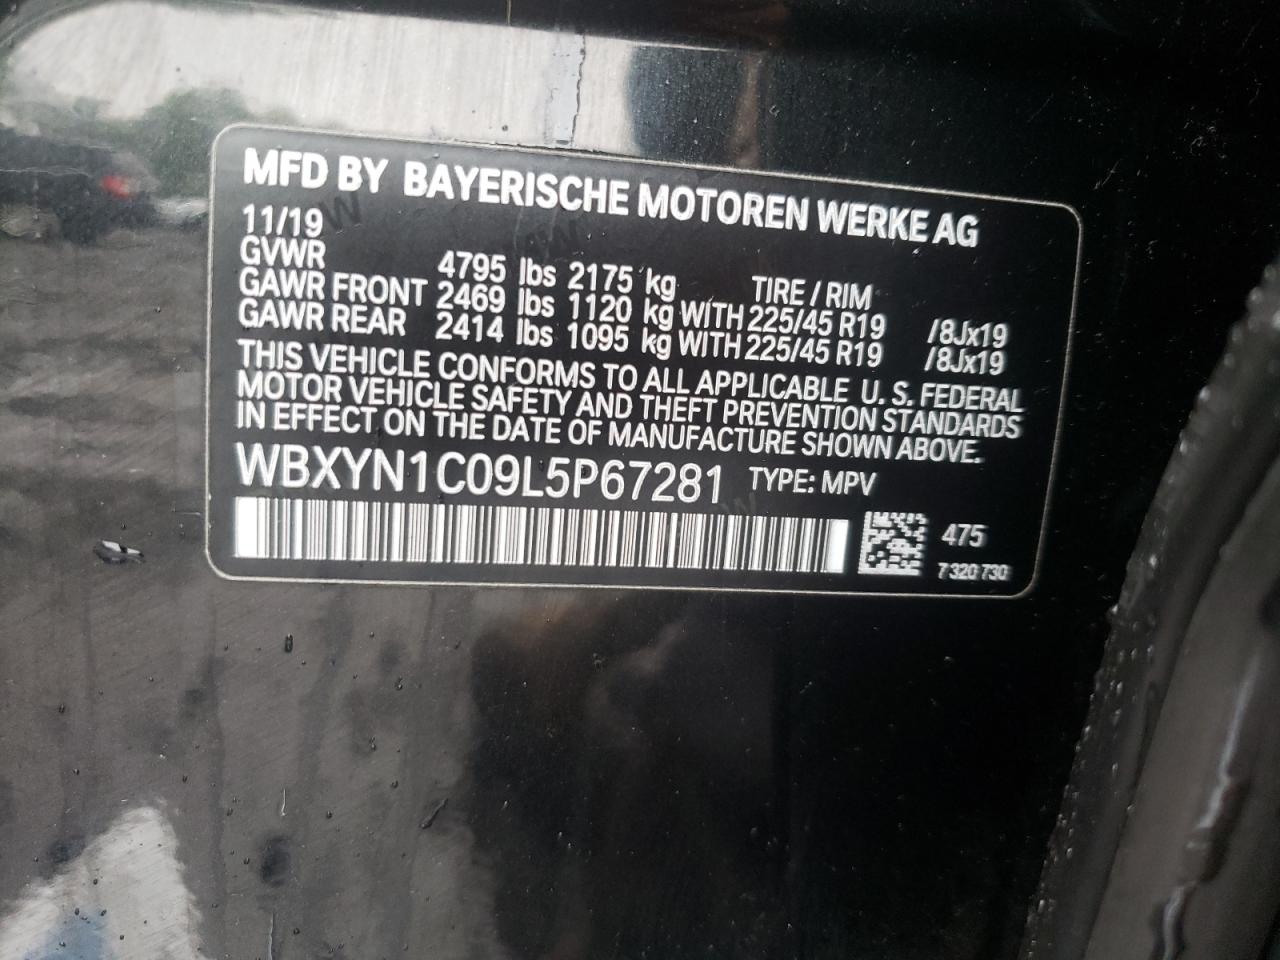 MFD BY BAYERISCHE MOTOREN WERKE AG
11/19
GVWR 4795 lbs 2175 kg TIRE / RIM
GAWR FRONT 2469 lbs 1120 kg WITH 225/45 R19 /8Jx19
GAWR REAR 2414 lbs 1095 kg WITH 225/45 R19 /8Jx19
THIS VEHICLE CONFORMS TO ALL APPLICABLE U. S. FEDERAL
MOTOR VEHICLE SAFETY AND THEFT PREVENTION STANDARDS
IN EFFECT ON THE DATE OF MANUFACTURE SHOWN ABOVE.
WBXYN1C09L5P67281 TYPE: MPV
475
7 320 730